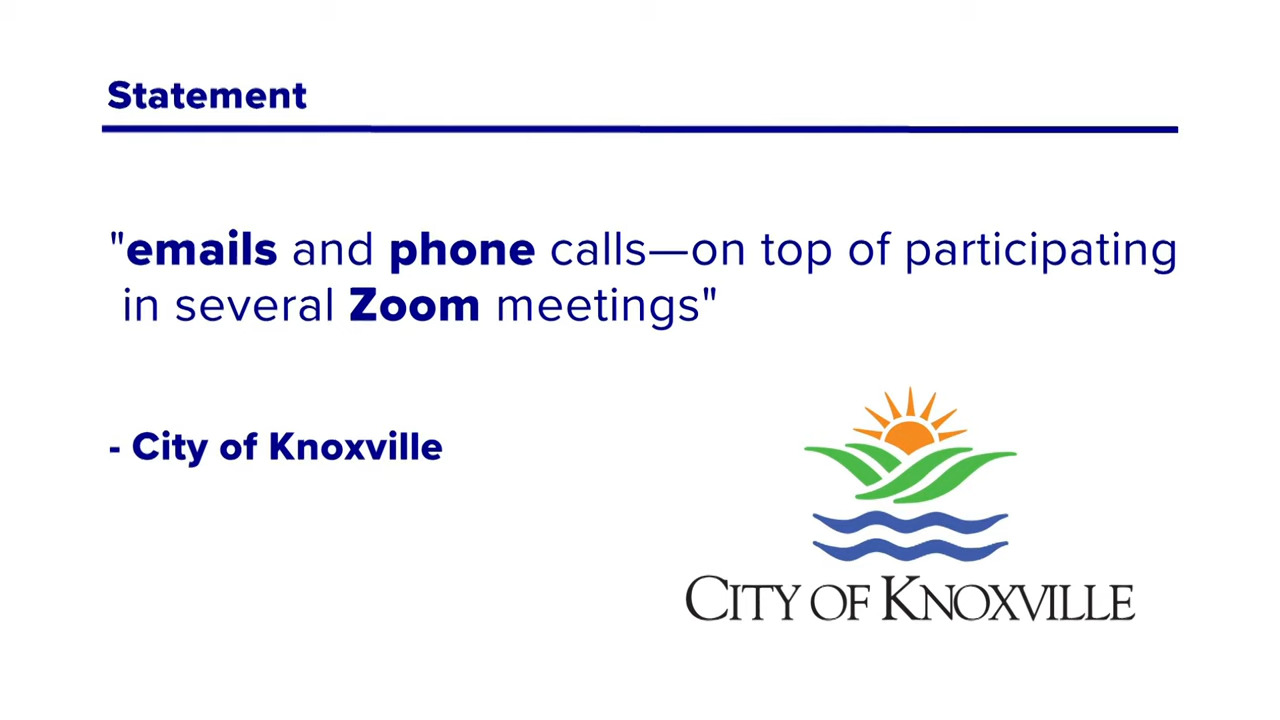 Statement
"emails and phone calls—on top of participating
in several Zoom meetings"
- City of Knoxville
CITY OF KNOXVILLE